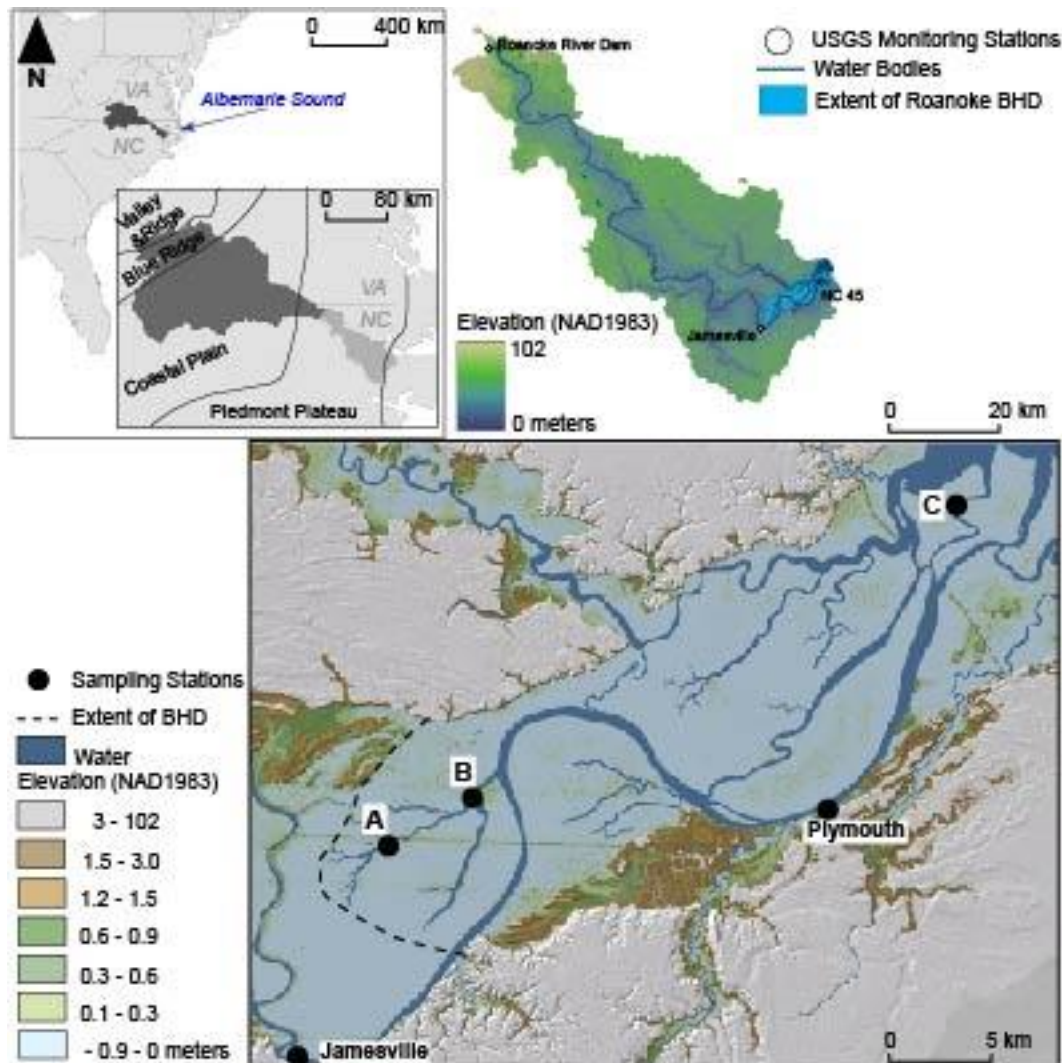 0 400 km
N
VA
NC
Albemarle Sound
0 80 km
Valley
&Ridge
Blue Ridge
VA
NC
Coastal Plain
Piedmont Plateau
Roanoke River Dam
USGS Monitoring Stations
Water Bodies
Extent of Roanoke BHD
NC 45
Jamesville
Elevation (NAD1983)
102
0 meters
0 20 km
C
B
A
Plymouth
Jamesville
0 5 km
Sampling Stations
Extent of BHD
Water
Elevation (NAD1983)
3 - 102
1.5 - 3.0
1.2 - 1.5
0.6 - 0.9
0.3 - 0.6
0.1 - 0.3
- 0.9 - 0 meters